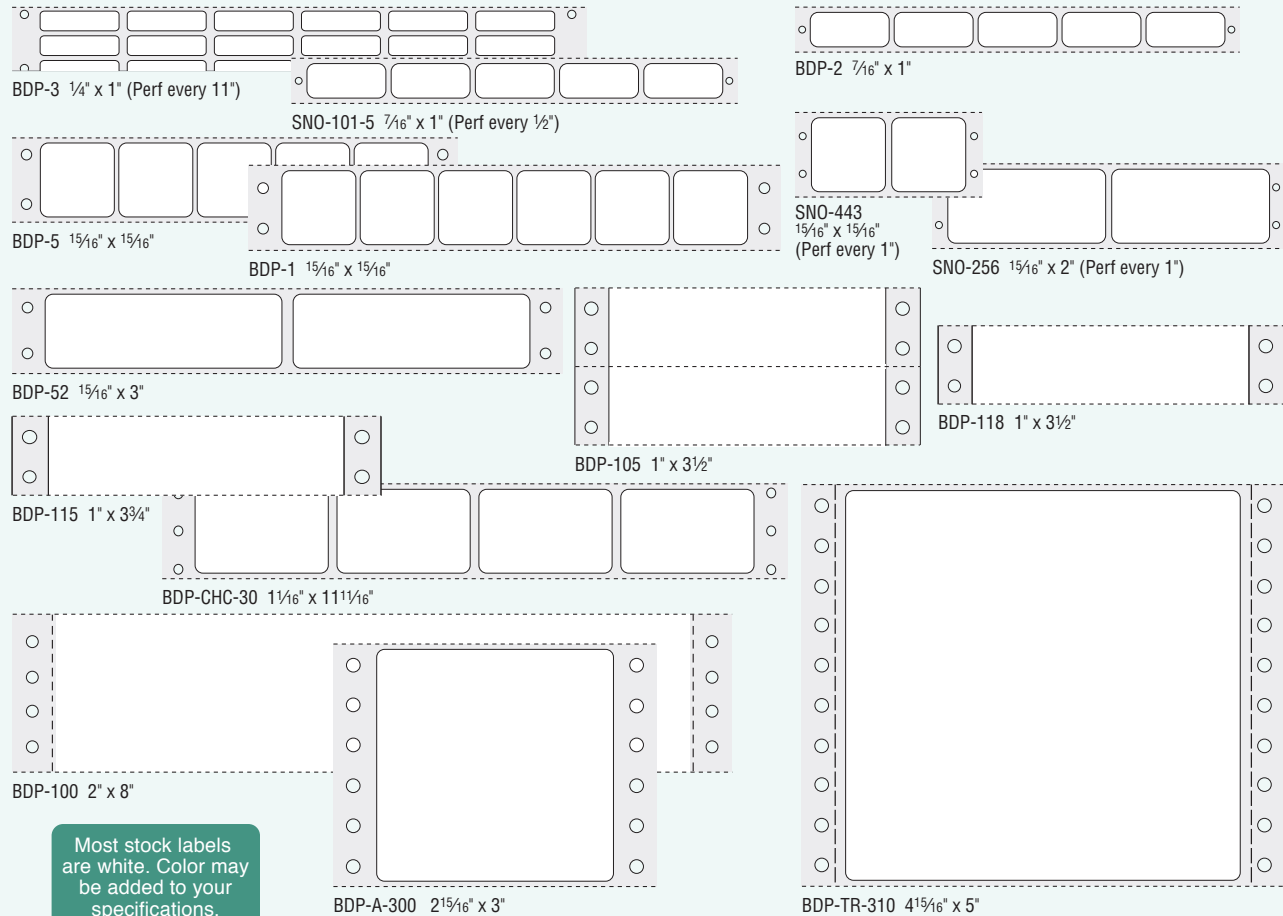 BDP-3 ¼" x 1" (Perf every 11")
BDP-2 7⁄16" x 1"
SNO-101-5 7⁄16" x 1" (Perf every ½")
BDP-5 15⁄16" x 15⁄16"
BDP-1 15⁄16" x 15⁄16"
SNO-443
15⁄16" x 15⁄16"
(Perf every 1")
SNO-256 15⁄16" x 2" (Perf every 1")
BDP-52 15⁄16" x 3"
BDP-105 1" x 3½"
BDP-118 1" x 3½"
BDP-115 1" x 3¾"
BDP-CHC-30 11⁄16" x 1111⁄16"
BDP-100 2" x 8"
Most stock labels
are white. Color may
be added to your
specifications.
BDP-A-300 215⁄16" x 3"
BDP-TR-310 415⁄16" x 5"